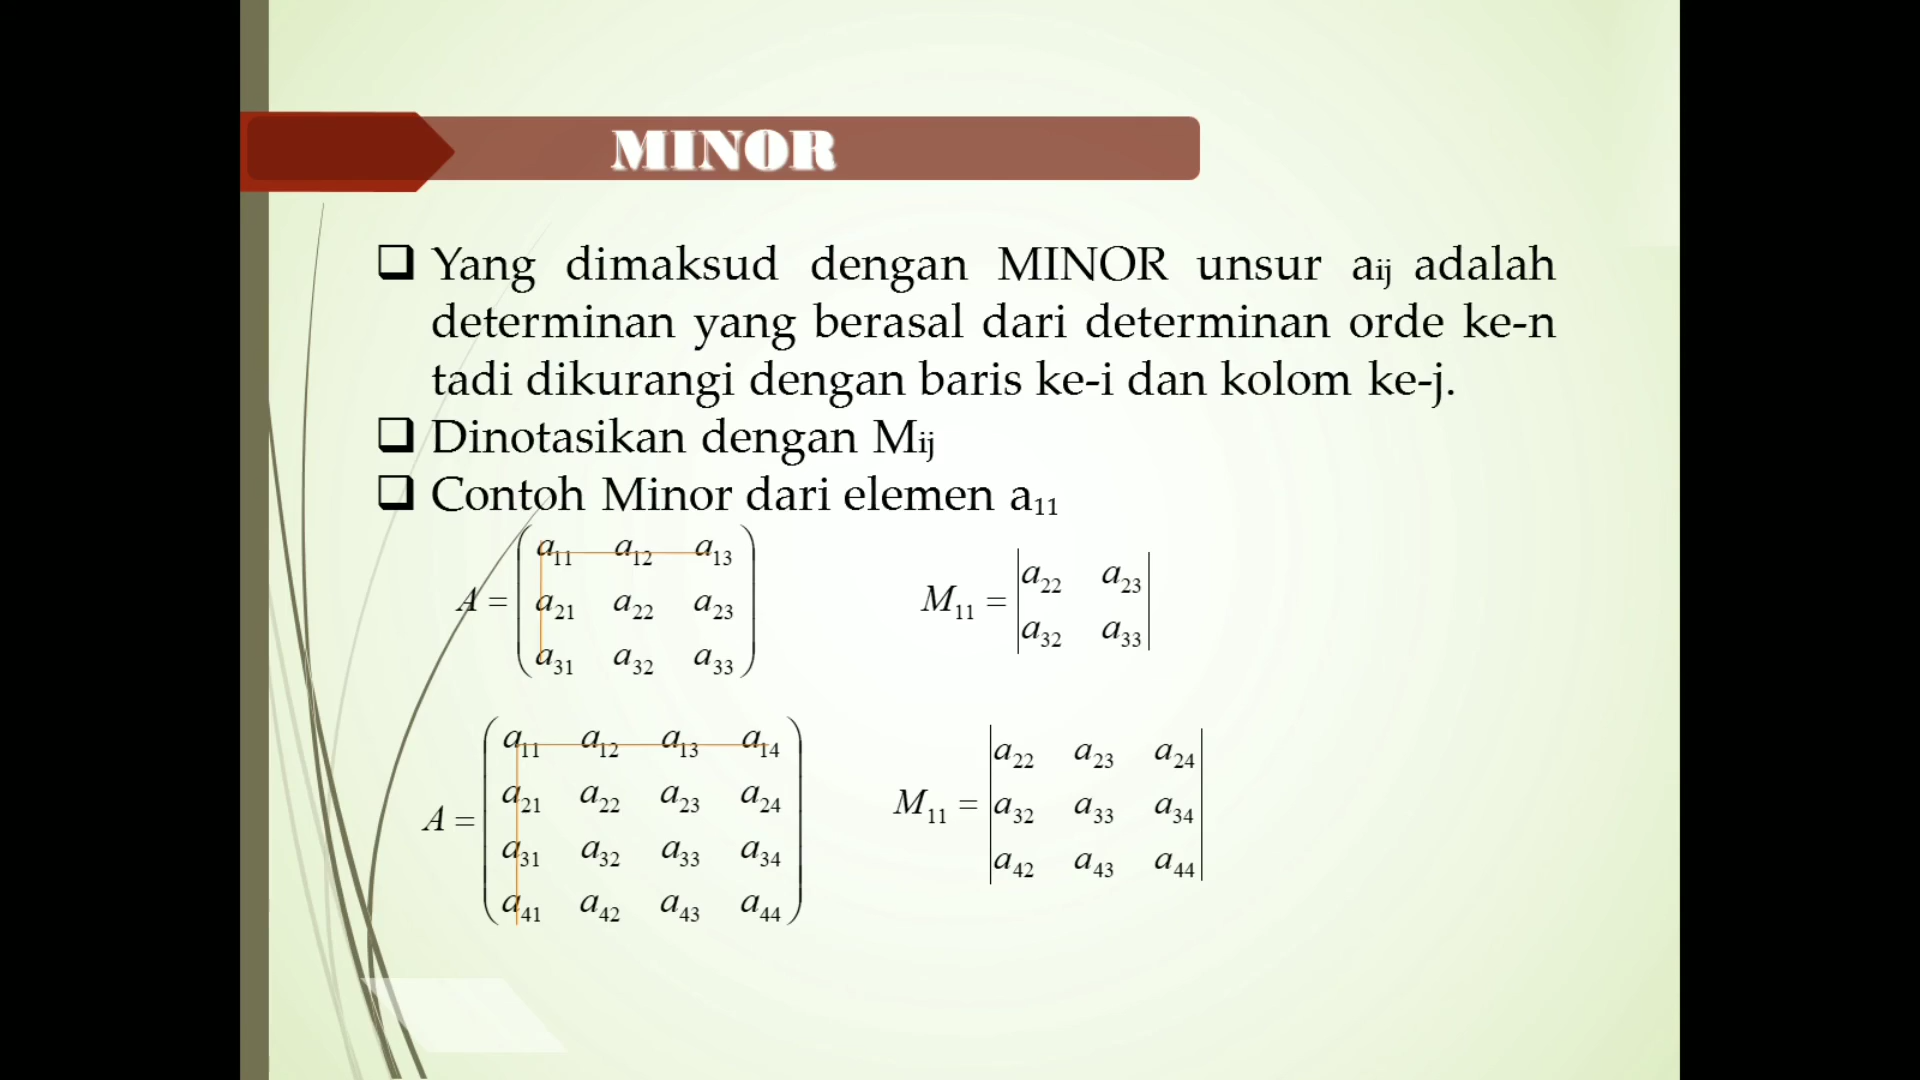 MINOR
❑ Yang dimaksud dengan MINOR unsur aij adalah
determinan yang berasal dari determinan orde ke-n
tadi dikurangi dengan baris ke-i dan kolom ke-j.
❑ Dinotasikan dengan Mij
❑ Contoh Minor dari elemen a₁₁
a₁₁ a₁₂ a₁₃
A = a₂₁ a₂₂ a₂₃
a₃₁ a₃₂ a₃₃
a₂₂ a₂₃
M₁₁ =
a₃₂ a₃₃
a₁₁ a₁₂ a₁₃ a₁₄
a₂₁ a₂₂ a₂₃ a₂₄
A =
a₃₁ a₃₂ a₃₃ a₃₄
a₄₁ a₄₂ a₄₃ a₄₄
a₂₂ a₂₃ a₂₄
M₁₁ = a₃₂ a₃₃ a₃₄
a₄₂ a₄₃ a₄₄